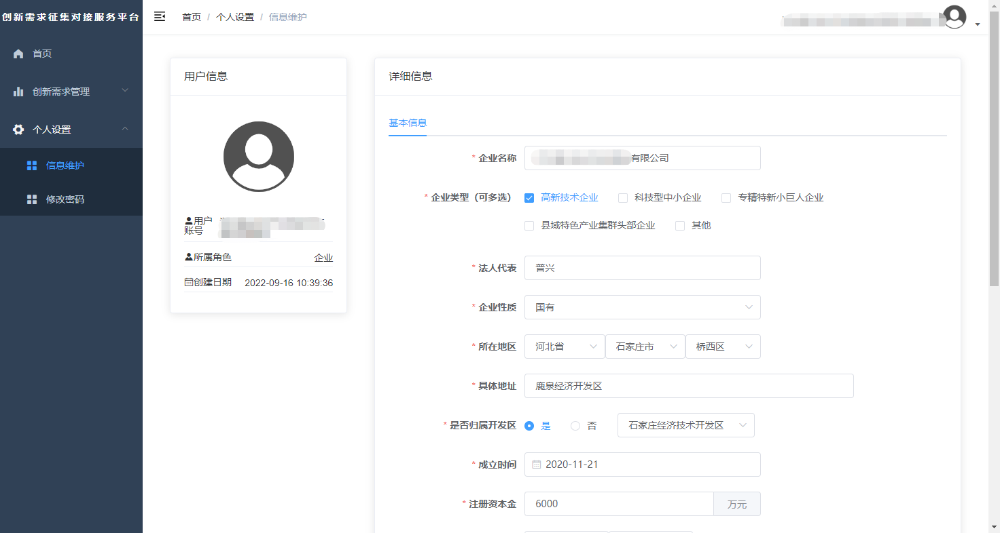 创新需求征集对接服务平台
首页 / 个人设置 / 信息维护
首页
创新需求管理
个人设置
信息维护
修改密码
用户信息
用户账号
所属角色 企业
创建日期 2022-09-16 10:39:36
详细信息
基本信息
* 企业名称 有限公司
* 企业类型（可多选） 高新技术企业 科技型中小企业 专精特新小巨人企业
县域特色产业集群头部企业 其他
* 法人代表 普兴
* 企业性质 国有
* 所在地区 河北省 石家庄市 桥西区
* 具体地址 鹿泉经济开发区
* 是否归属开发区 是 否 石家庄经济技术开发区
* 成立时间 2020-11-21
* 注册资本金 6000 万元